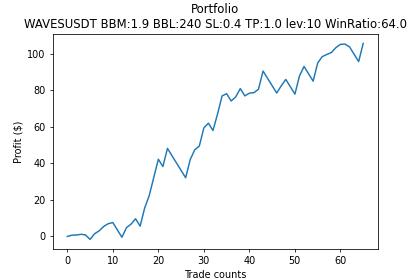 Portfolio
WAVESUSDT BBM:1.9 BBL:240 SL:0.4 TP:1.0 lev:10 WinRatio:64.0
100
80
60
40
20
0
Profit ($)
0 10 20 30 40 50 60
Trade counts